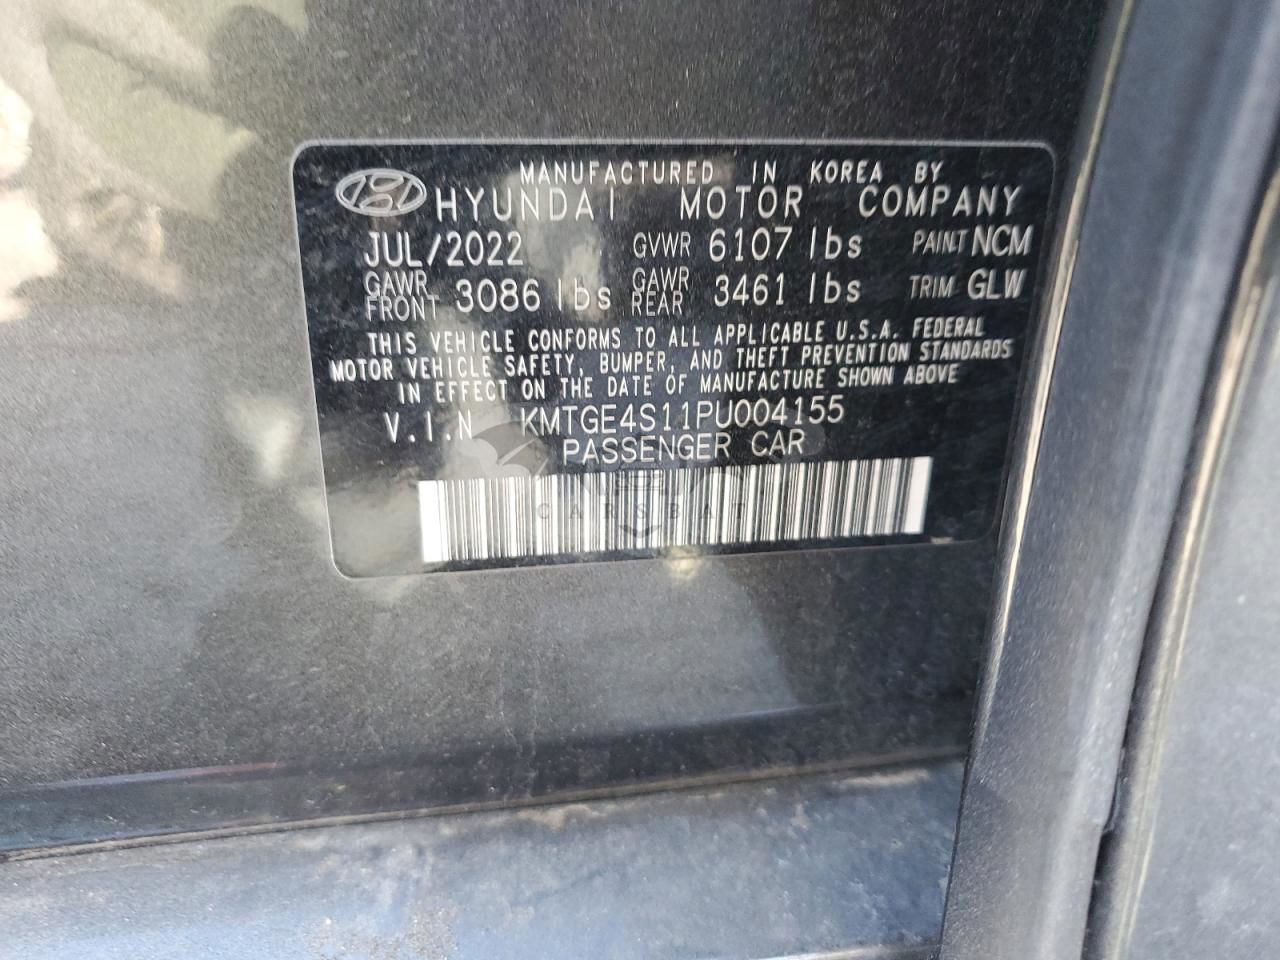 MANUFACTURED IN KOREA BY
HYUNDAI MOTOR COMPANY
JUL/2022 GVWR 6107 lbs PAINT NCM
GAWR FRONT 3086 lbs GAWR REAR 3461 lbs TRIM GLW
THIS VEHICLE CONFORMS TO ALL APPLICABLE U.S.A. FEDERAL
MOTOR VEHICLE SAFETY, BUMPER, AND THEFT PREVENTION STANDARDS
IN EFFECT ON THE DATE OF MANUFACTURE SHOWN ABOVE
V.I.N KMTGE4S11PU004155
PASSENGER CAR